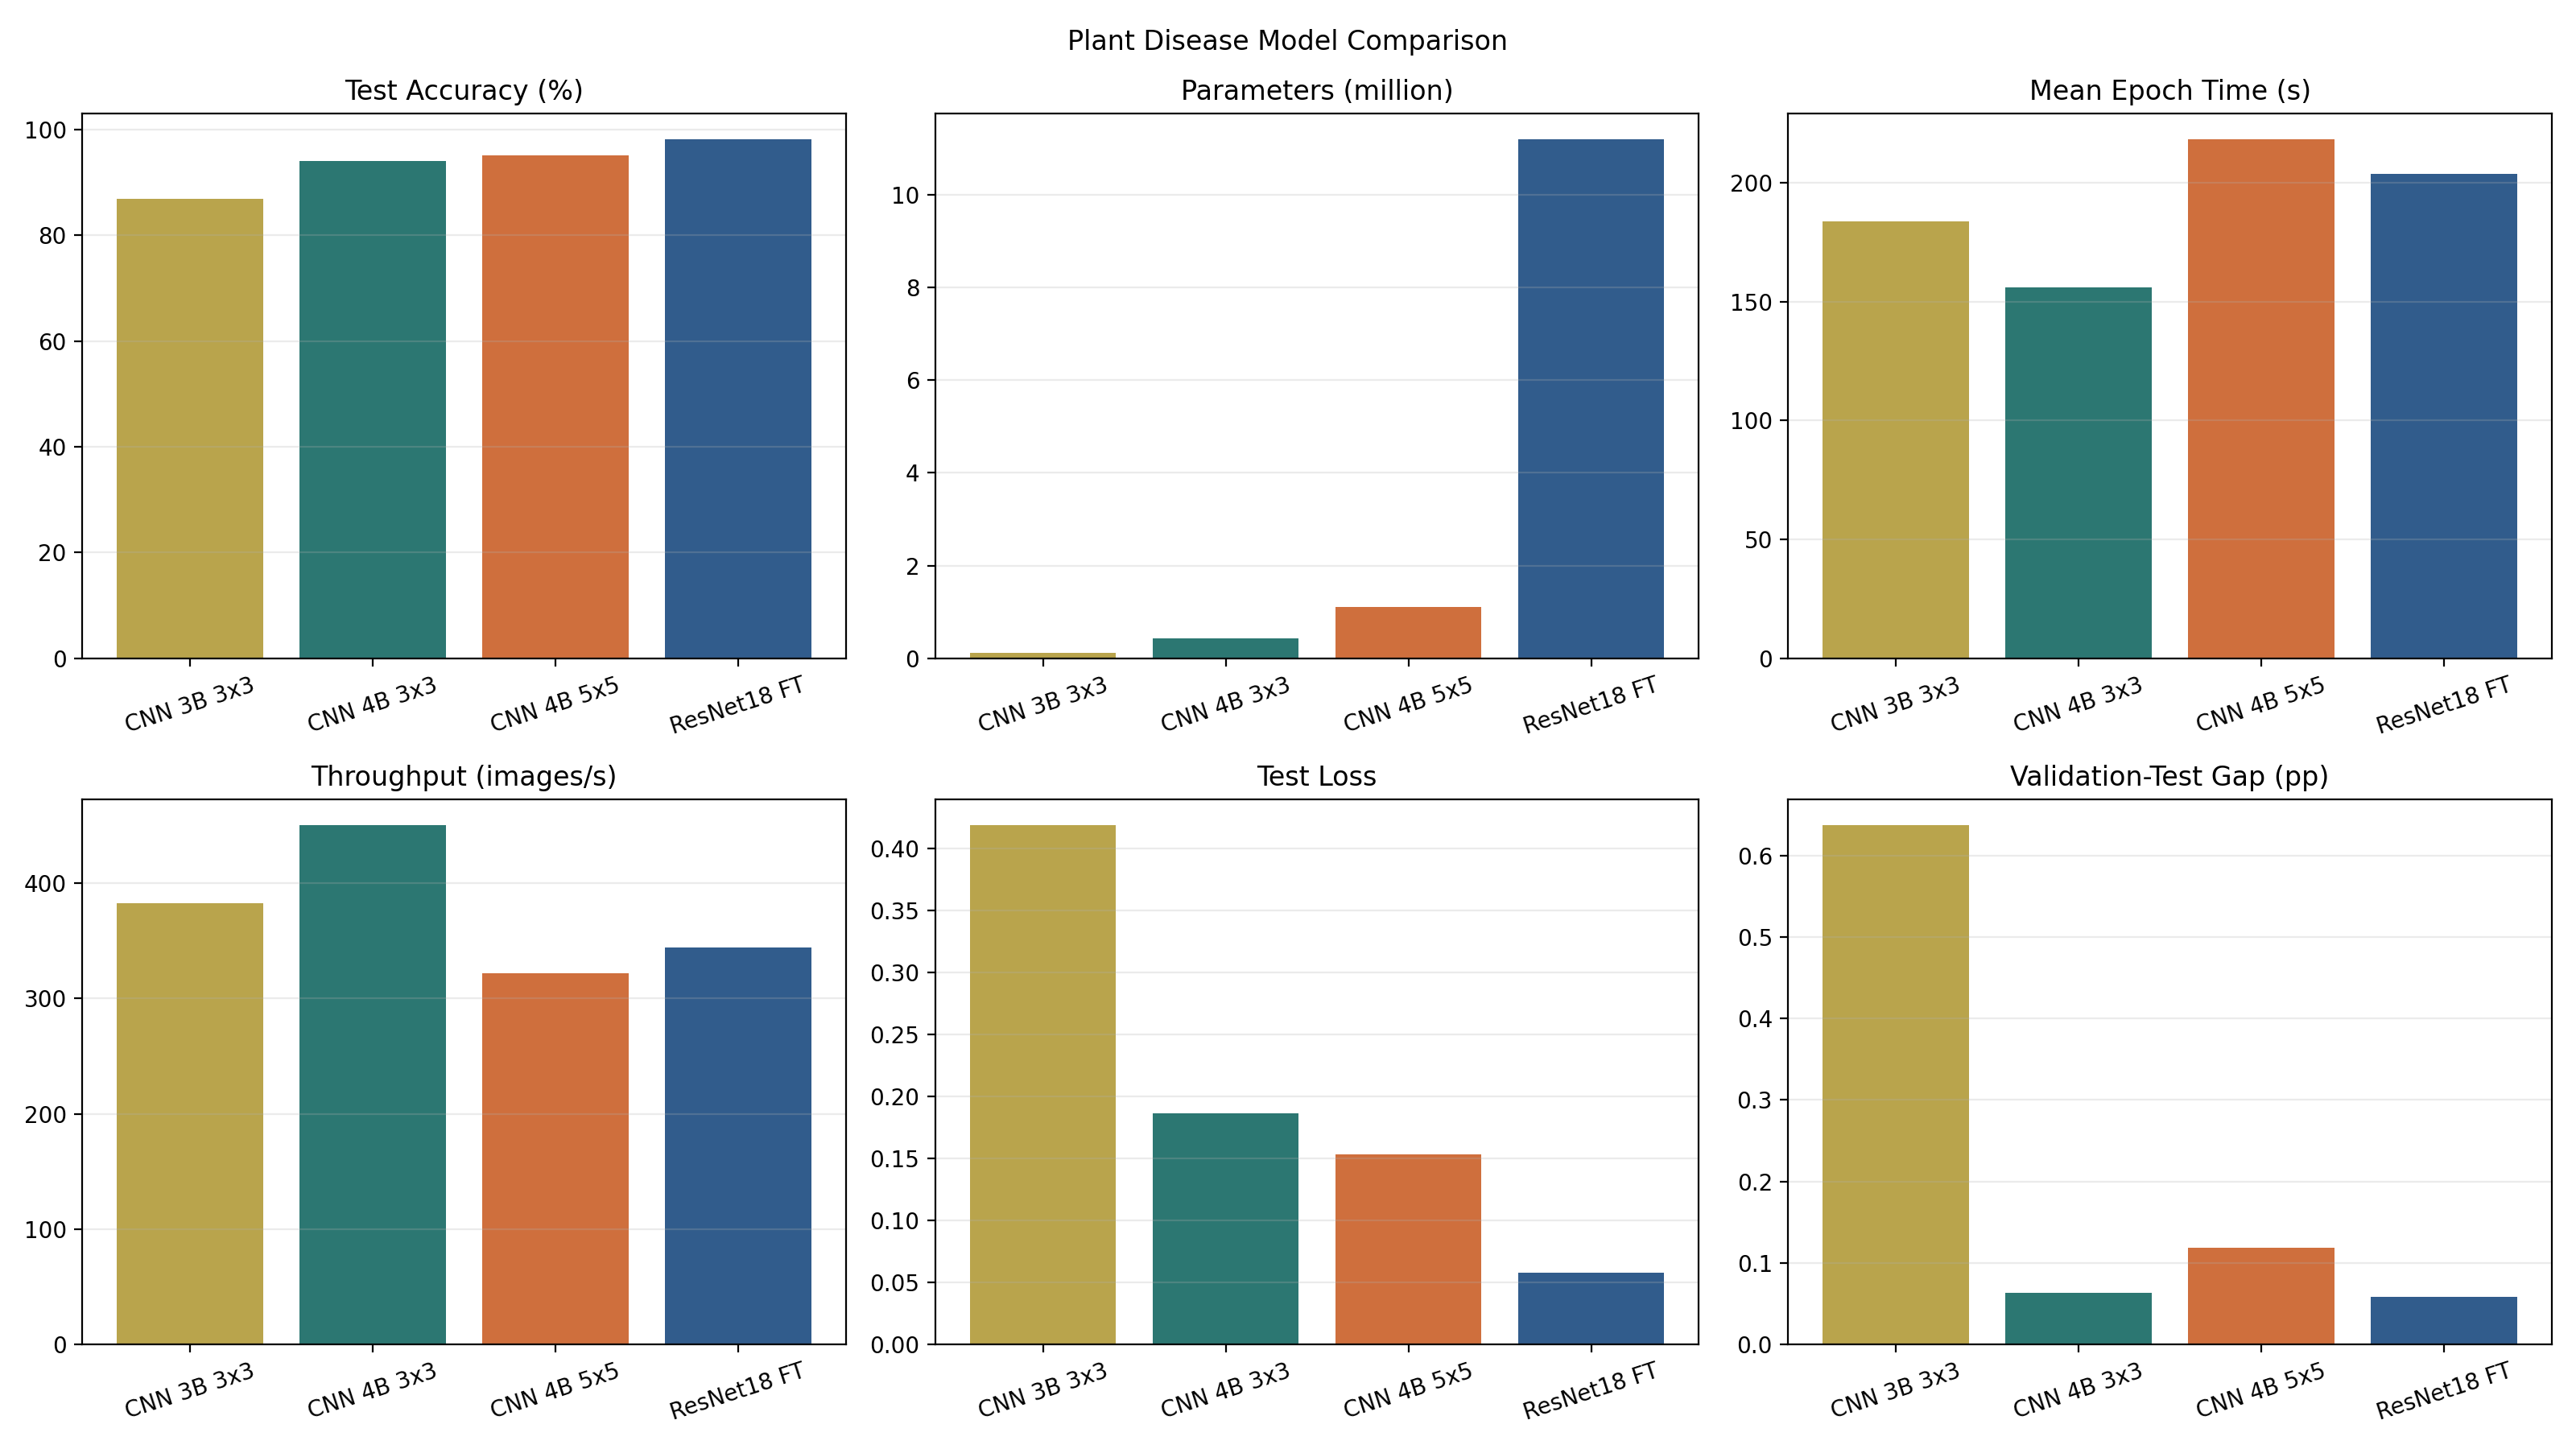 Plant Disease Model Comparison
Test Accuracy (%)
100
80
60
40
20
0
CNN 3B 3x3
CNN 4B 3x3
CNN 4B 5x5
ResNet18 FT
Parameters (million)
10
8
6
4
2
0
CNN 3B 3x3
CNN 4B 3x3
CNN 4B 5x5
ResNet18 FT
Mean Epoch Time (s)
200
150
100
50
0
CNN 3B 3x3
CNN 4B 3x3
CNN 4B 5x5
ResNet18 FT
Throughput (images/s)
400
300
200
100
0
CNN 3B 3x3
CNN 4B 3x3
CNN 4B 5x5
ResNet18 FT
Test Loss
0.40
0.35
0.30
0.25
0.20
0.15
0.10
0.05
0.00
CNN 3B 3x3
CNN 4B 3x3
CNN 4B 5x5
ResNet18 FT
Validation-Test Gap (pp)
0.6
0.5
0.4
0.3
0.2
0.1
0.0
CNN 3B 3x3
CNN 4B 3x3
CNN 4B 5x5
ResNet18 FT